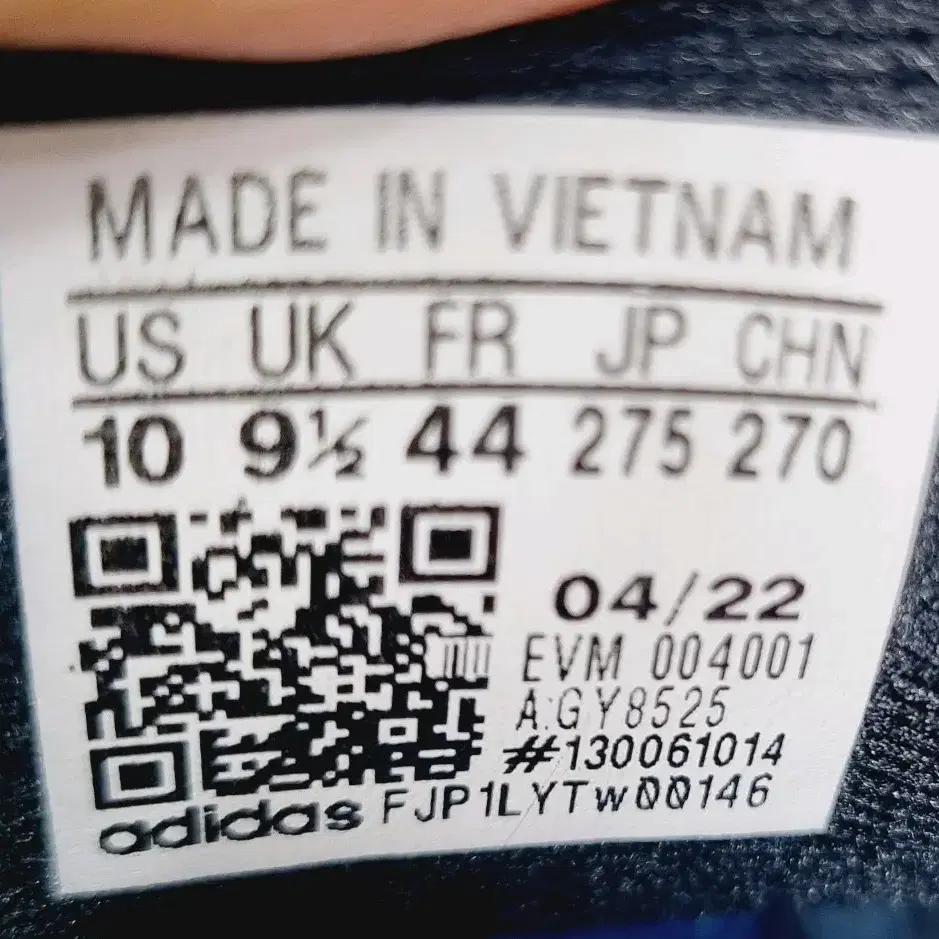 MADE IN VIETNAM
US UK FR JP CHN
10 9½ 44 275 270
04/22
EVM 004001
A:GY8525
#130061014
adidas FJP1LYTw00146